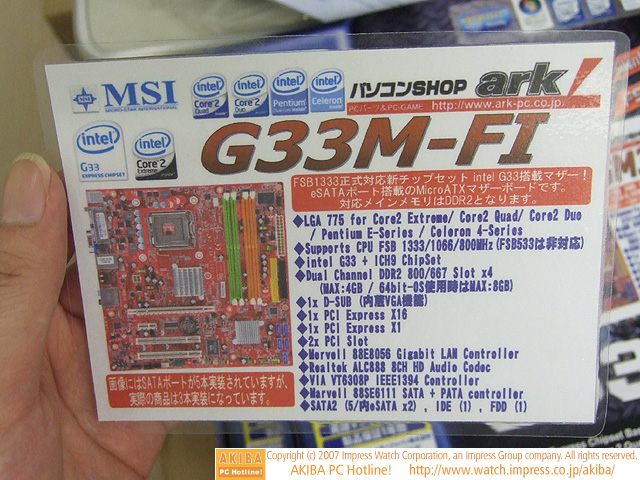 MSI
MICRO-STAR INTERNATIONAL
intel Core™2 Quad
intel Core™2 Duo
intel Pentium Dual-Core
intel Celeron
パソコンSHOP ark!
PCパーツ&PC-GAME http://www.ark-pc.co.jp/
intel G33 EXPRESS CHIPSET
intel Core™2 Extreme
G33M-FI
FSB1333正式対応新チップセット intel G33搭載マザー!
eSATAポート搭載のMicroATXマザーボードです。
対応メインメモリはDDR2となります。
◆LGA 775 for Core2 Extreme/ Core2 Quad/ Core2 Duo
/ Pentium E-Series / Celeron 4-Series
◆Supports CPU FSB 1333/1066/800MHz(FSB533は非対応)
◆intel G33 + ICH9 ChipSet
◆Dual Channel DDR2 800/667 Slot x4
(MAX:4GB / 64bit-OS使用時はMAX:8GB)
◆1x D-SUB (内蔵VGA機能)
◆1x PCI Express X16
◆1x PCI Express X1
◆2x PCI Slot
◆Marvell 88E8056 Gigabit LAN Controller
◆Realtek ALC888 8CH HD Audio Codec
◆VIA VT6308P IEEE1394 Controller
◆Marvell 88SE6111 SATA + PATA controller
◆SATA2 (5/内eSATA x2) , IDE (1) , FDD (1)
画像にはSATAポートが5本実装されていますが、
実際の商品は3本実装になっています。
AKIBA PC Hotline!
Copyright (c) 2007 Impress Watch Corporation, an Impress Group company. All rights reserved.
AKIBA PC Hotline! http://www.watch.impress.co.jp/akiba/